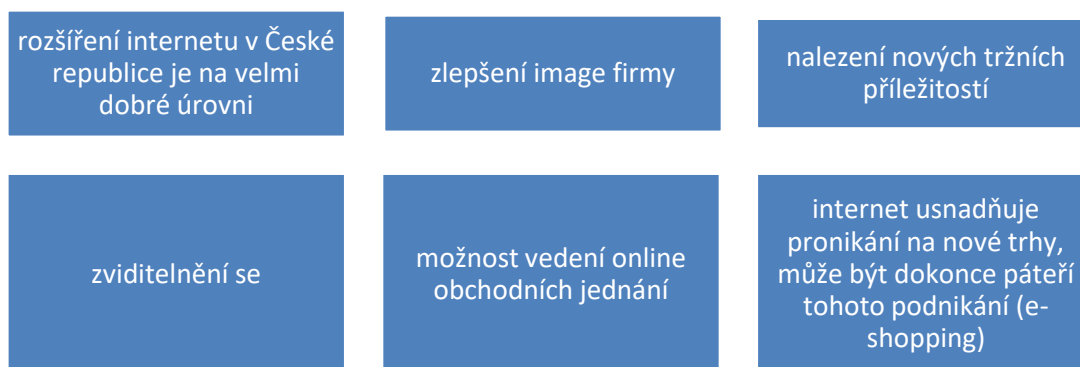 rozšíření internetu v České
republice je na velmi
dobré úrovni
zlepšení image firmy
nalezení nových tržních
příležitostí
zviditelnění se
možnost vedení online
obchodních jednání
internet usnadňuje
pronikání na nové trhy,
může být dokonce páteří
tohoto podnikání (e-
shopping)